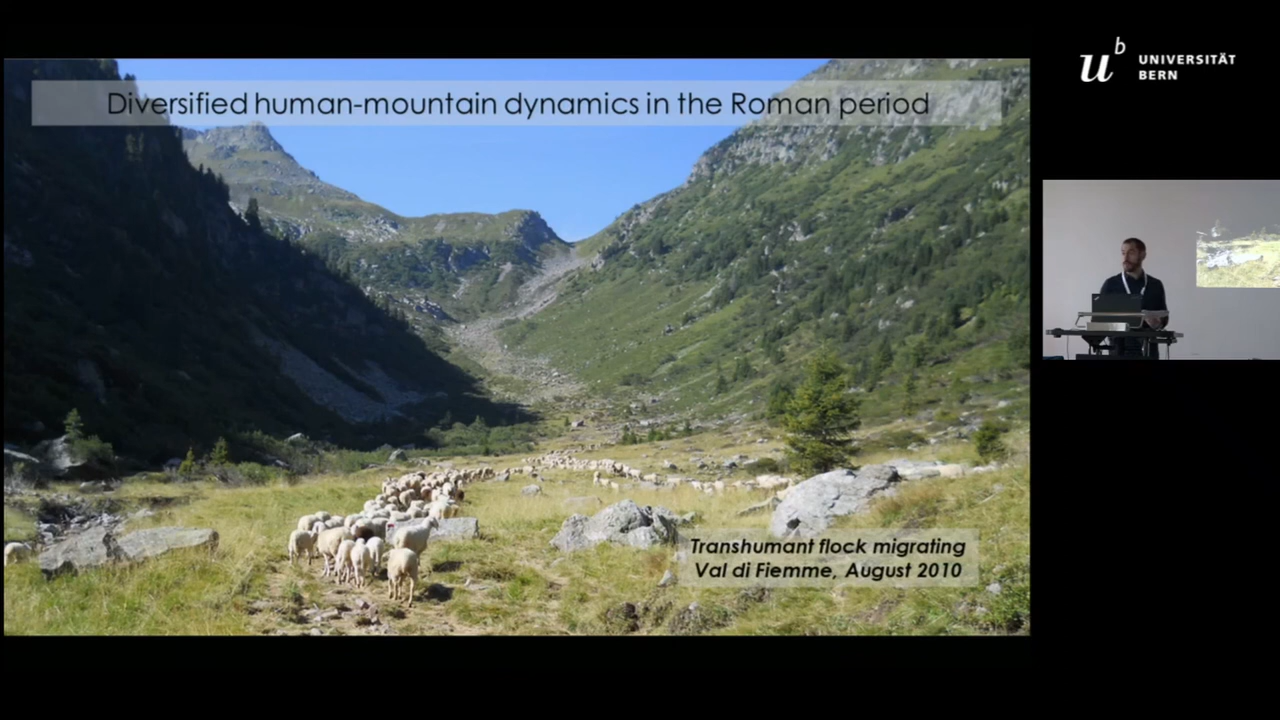 Diversified human-mountain dynamics in the Roman period
Transhumant flock migrating
Val di Fiemme, August 2010
u b
UNIVERSITÄT
BERN